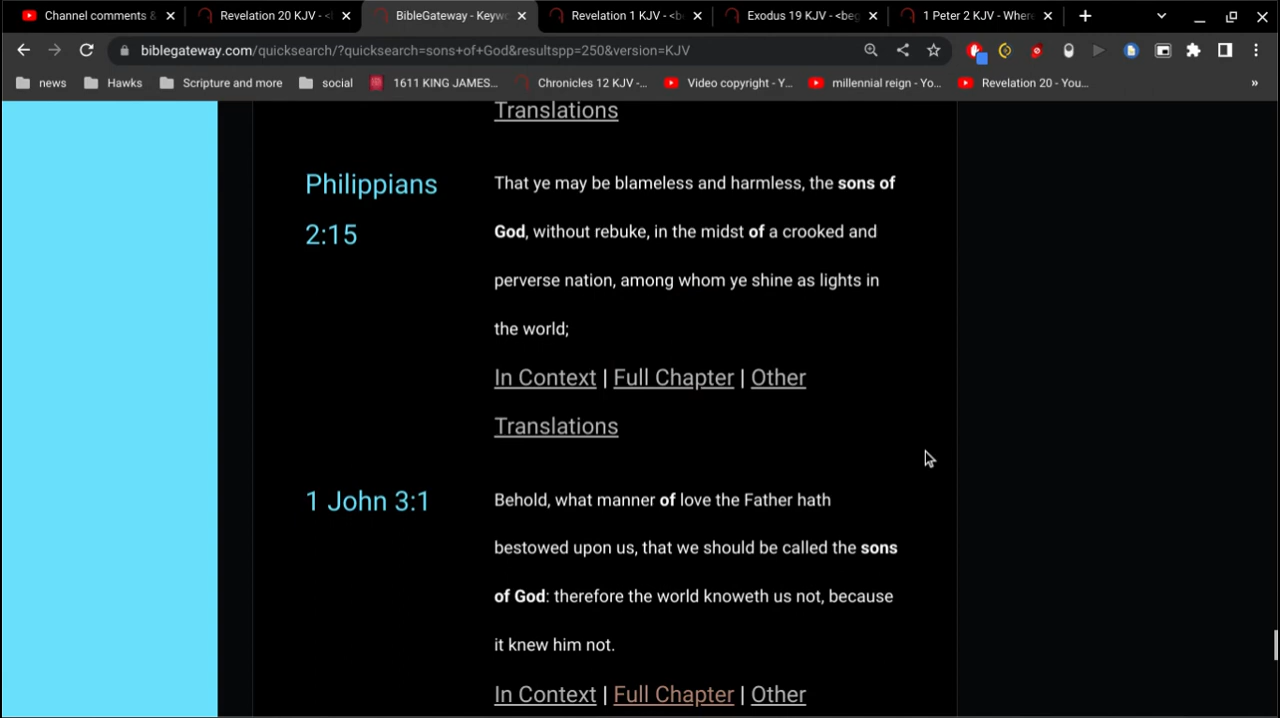 Channel comments &
Revelation 20 KJV - <l
BibleGateway - Keywo
Revelation 1 KJV - <b
Exodus 19 KJV - <beg
1 Peter 2 KJV - Where
biblegateway.com/quicksearch/?quicksearch=sons+of+God&resultspp=250&version=KJV
news
Hawks
Scripture and more
social
1611 KING JAMES...
Chronicles 12 KJV -...
Video copyright - Y...
millennial reign - Yo...
Revelation 20 - You...
»
Translations
Philippians
2:15
That ye may be blameless and harmless, the sons of
God, without rebuke, in the midst of a crooked and
perverse nation, among whom ye shine as lights in
the world;
In Context | Full Chapter | Other
Translations
1 John 3:1
Behold, what manner of love the Father hath
bestowed upon us, that we should be called the sons
of God: therefore the world knoweth us not, because
it knew him not.
In Context | Full Chapter | Other